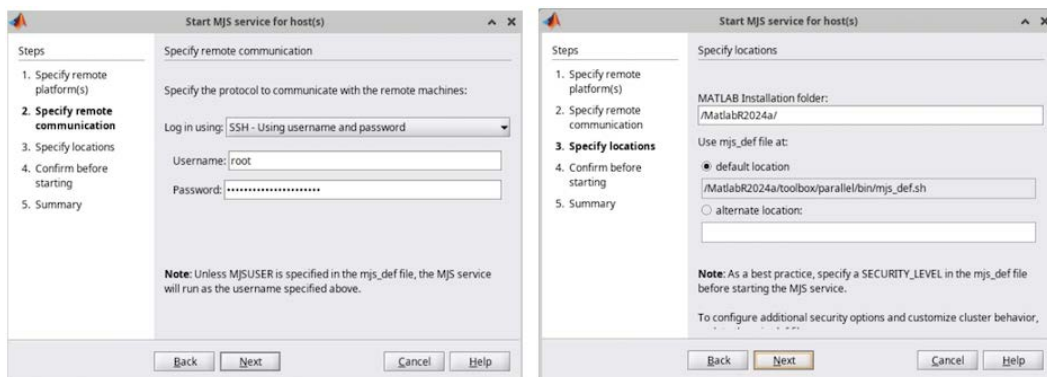 Start MJS service for host(s)
Steps
1. Specify remote
platform(s)
2. Specify remote
communication
3. Specify locations
4. Confirm before
starting
5. Summary
Specify remote communication
Specify the protocol to communicate with the remote machines:
Log in using: SSH - Using username and password
Username: root
Password: ••••••••••••••••••••••
Note: Unless MJSUSER is specified in the mjs_def file, the MJS service
will run as the username specified above.
Back Next Cancel Help
Start MJS service for host(s)
Steps
1. Specify remote
platform(s)
2. Specify remote
communication
3. Specify locations
4. Confirm before
starting
5. Summary
Specify locations
MATLAB Installation folder:
/MatlabR2024a/
Use mjs_def file at:
default location
/MatlabR2024a/toolbox/parallel/bin/mjs_def.sh
alternate location:
Note: As a best practice, specify a SECURITY_LEVEL in the mjs_def file
before starting the MJS service.
To configure additional security options and customize cluster behavior,
Back Next Cancel Help